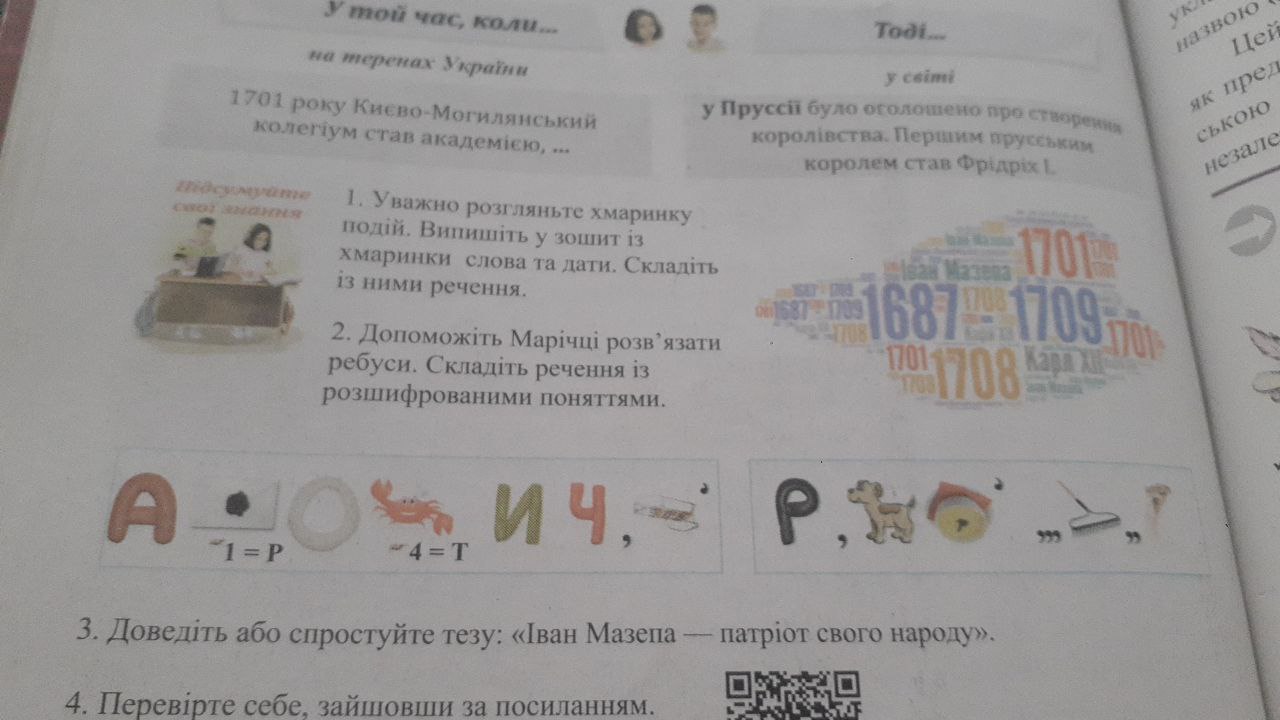 У той час, коли...
Тоді...
на теренах України
у світі
1701 року Києво-Могилянський
колегіум став академією, ...
у Пруссії було оголошено про створення
королівства. Першим прусським
королем став Фрідріх І.
Підсумуйте
свої знання
1. Уважно розгляньте хмаринку
подій. Випишіть у зошит із
хмаринки слова та дати. Складіть
із ними речення.
2. Допоможіть Марічці розв’язати
ребуси. Складіть речення із
розшифрованими поняттями.
Іван Мазепа 1701
Іван Мазепа
1687 1709 1687 1708 1709
1708 Карл XII 1701
1701 1708 Карл XII
А О И Ч , ’
-1 = Р -4 = Т
Р , Р ’ ,,, ,,
3. Доведіть або спростуйте тезу: «Іван Мазепа — патріот свого народу».
4. Перевірте себе, зайшовши за посиланням.
назвою
Цей
як пред
ською
незале